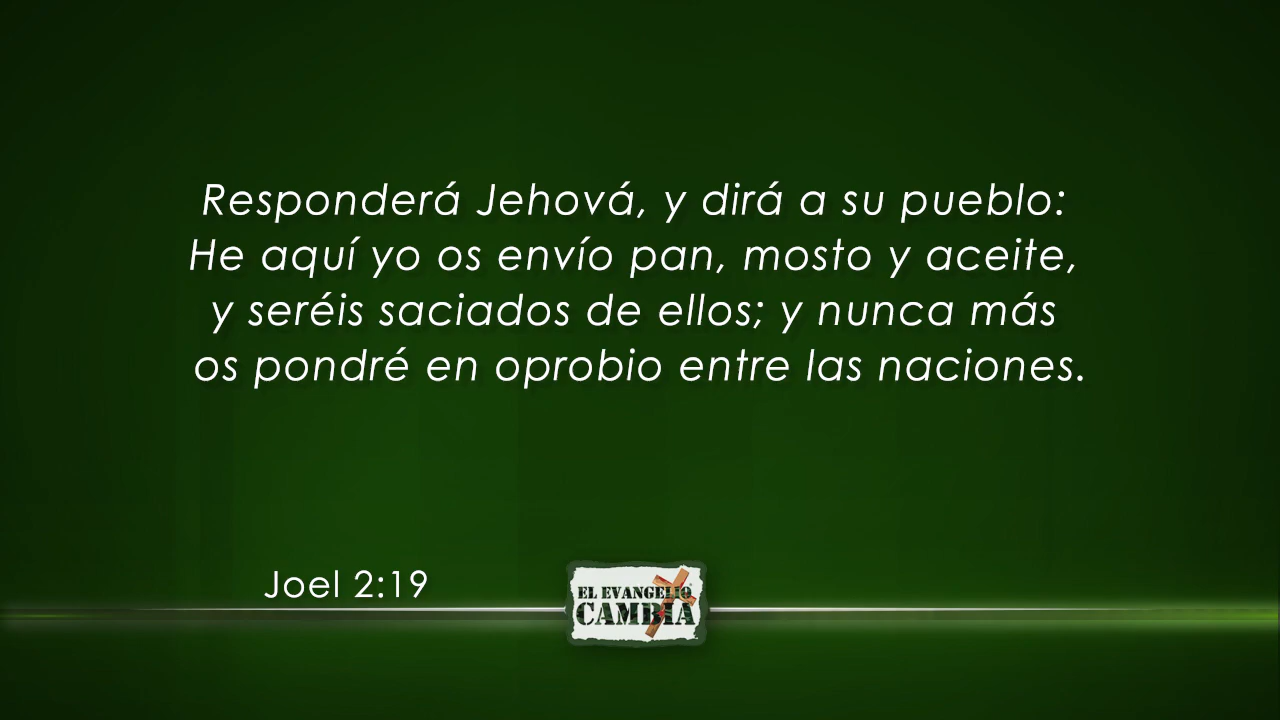 Responderá Jehová, y dirá a su pueblo:
He aquí yo os envío pan, mosto y aceite,
y seréis saciados de ellos; y nunca más
os pondré en oprobio entre las naciones.
Joel 2:19
EL EVANGELIO
CAMBIA